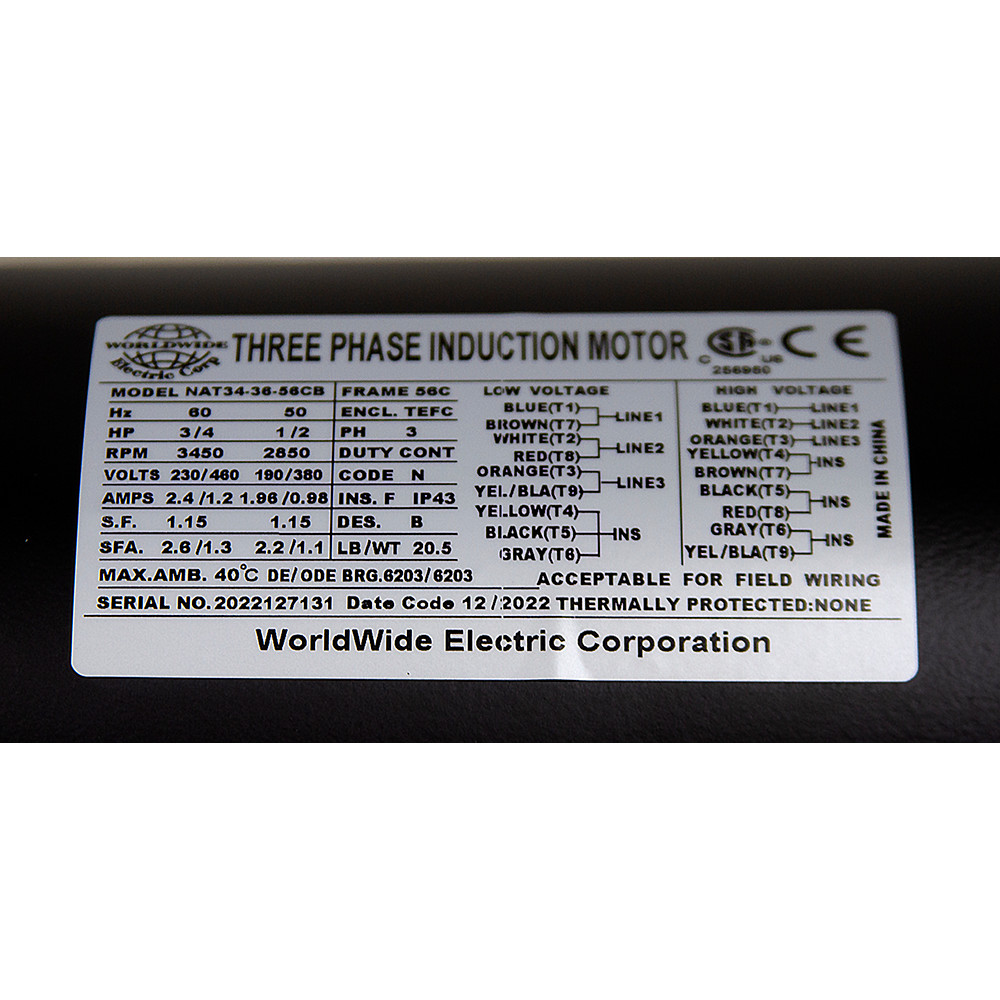 WORLDWIDE
Electric Corp
THREE PHASE INDUCTION MOTOR
C SA US
256960
CE
MODEL NAT34-36-56CB FRAME 56C
Hz 60 50 ENCL. TEFC
HP 3/4 1/2 PH 3
RPM 3450 2850 DUTY CONT
VOLTS 230/460 190/380 CODE N
AMPS 2.4/1.2 1.96/0.98 INS. F IP43
S.F. 1.15 1.15 DES. B
SFA. 2.6/1.3 2.2/1.1 LB/WT 20.5
LOW VOLTAGE
BLUE(T1)
BROWN(T7) LINE1
WHITE(T2)
RED(T8) LINE2
ORANGE(T3)
YEL/BLA(T9) LINE3
YELLOW(T4)
BLACK(T5) INS
GRAY(T6)
HIGH VOLTAGE
BLUE(T1) LINE1
WHITE(T2) LINE2
ORANGE(T3) LINE3
YELLOW(T4)
BROWN(T7) INS
BLACK(T5)
RED(T8) INS
GRAY(T6)
YEL/BLA(T9) INS
MADE IN CHINA
MAX.AMB. 40°C DE/ODE BRG.6203/6203 ACCEPTABLE FOR FIELD WIRING
SERIAL NO.2022127131 Date Code 12/2022 THERMALLY PROTECTED:NONE
WorldWide Electric Corporation